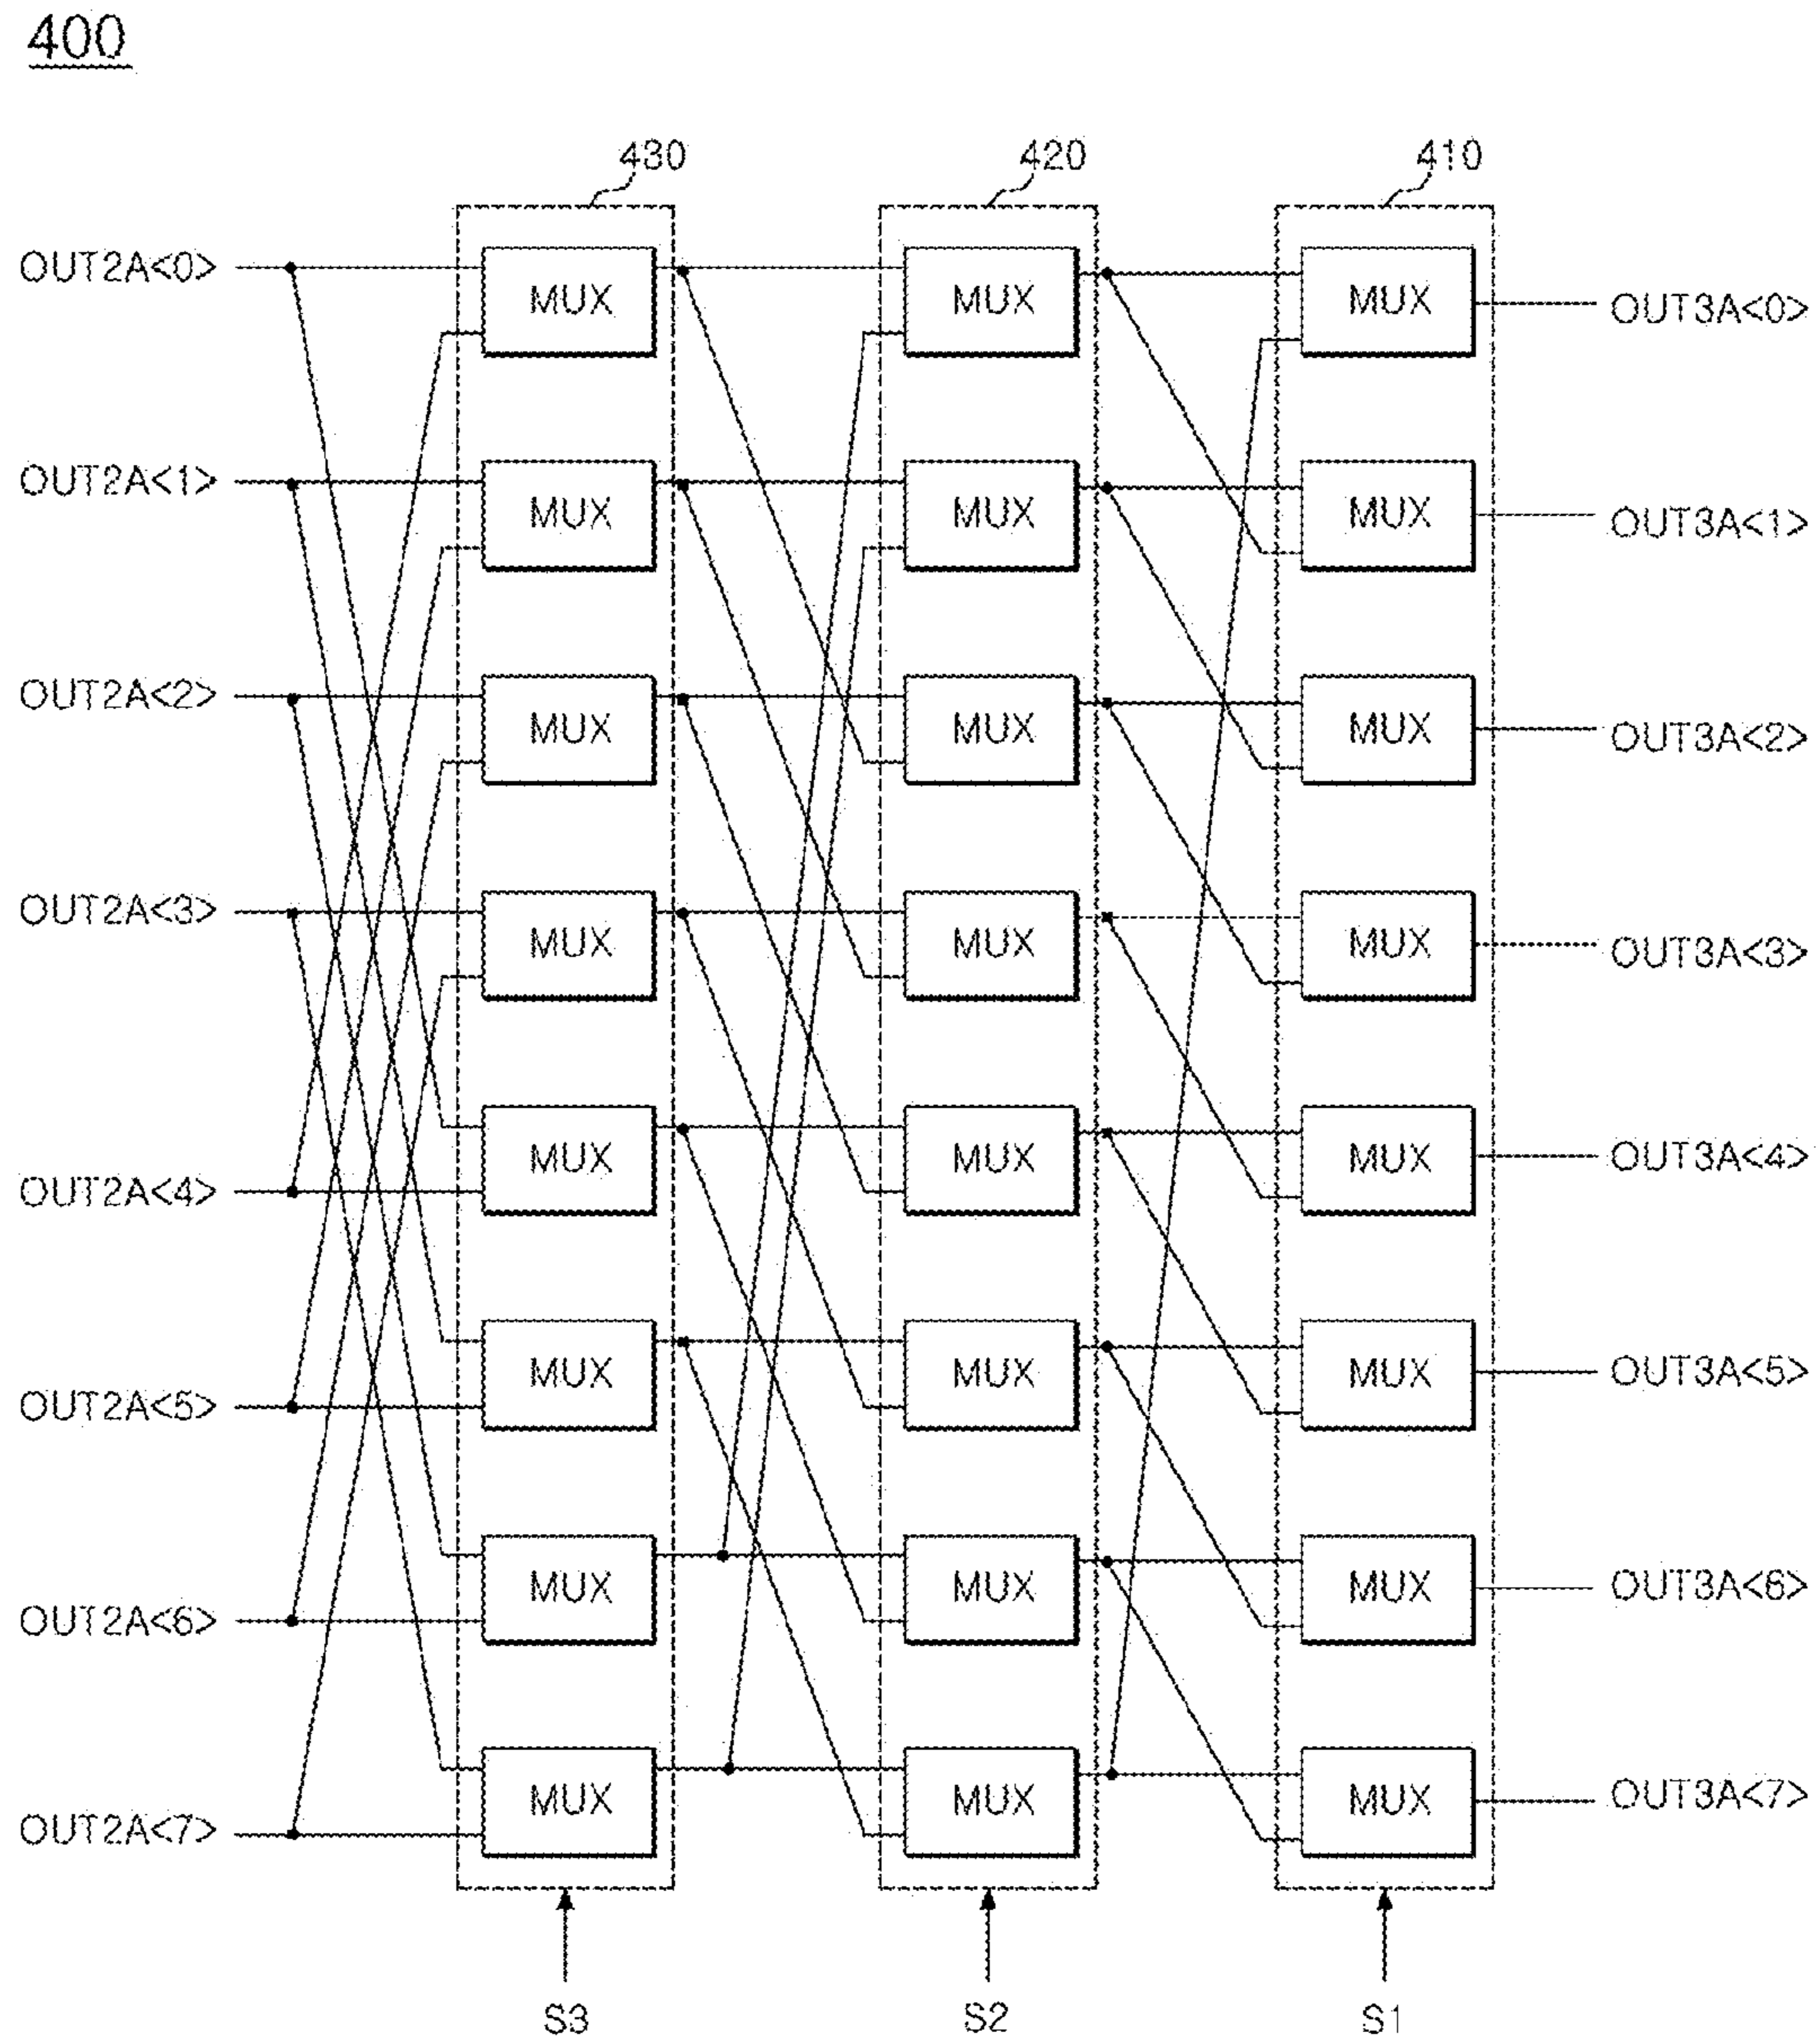 400
430 420 410
OUT2A<0> MUX MUX MUX OUT3A<0>
OUT2A<1> MUX MUX MUX OUT3A<1>
OUT2A<2> MUX MUX MUX OUT3A<2>
OUT2A<3> MUX MUX MUX OUT3A<3>
OUT2A<4> MUX MUX MUX OUT3A<4>
OUT2A<5> MUX MUX MUX OUT3A<5>
OUT2A<6> MUX MUX MUX OUT3A<6>
OUT2A<7> MUX MUX MUX OUT3A<7>
S3 S2 S1